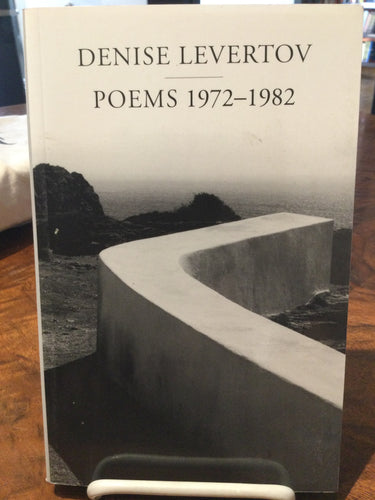 DENISE LEVERTOV
POEMS 1972–1982